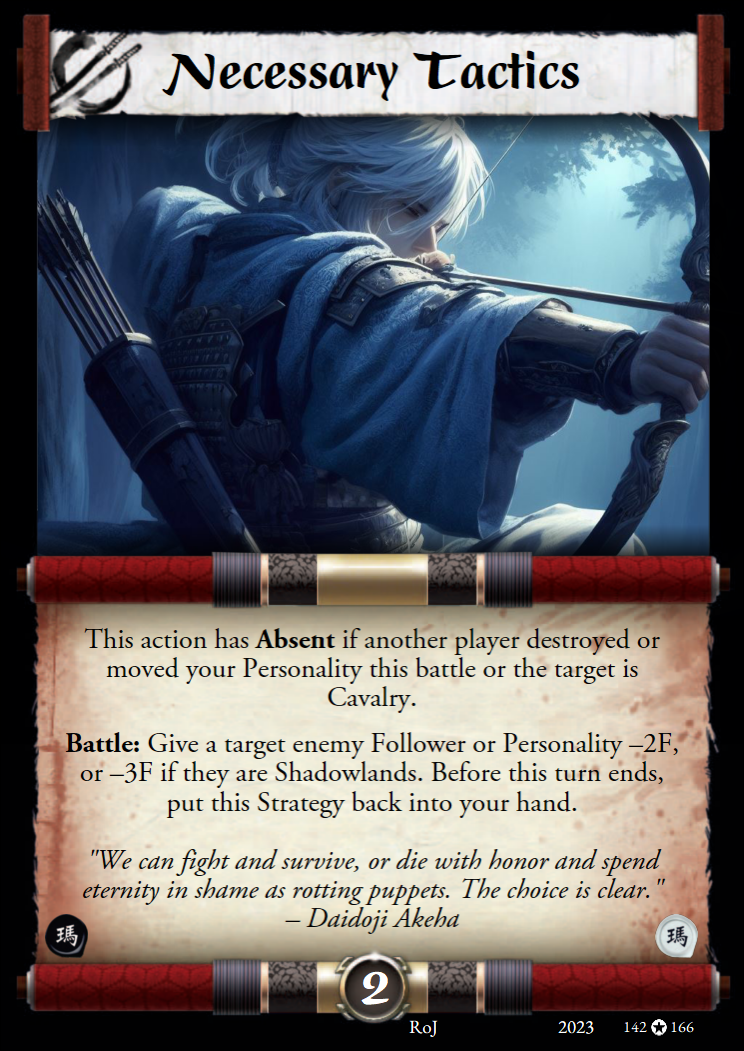 Necessary Tactics
This action has Absent if another player destroyed or
moved your Personality this battle or the target is
Cavalry.
Battle: Give a target enemy Follower or Personality –2F,
or –3F if they are Shadowlands. Before this turn ends,
put this Strategy back into your hand.
"We can fight and survive, or die with honor and spend
eternity in shame as rotting puppets. The choice is clear."
– Daidoji Akeha
瑪
瑪
2
RoJ 2023 142 166